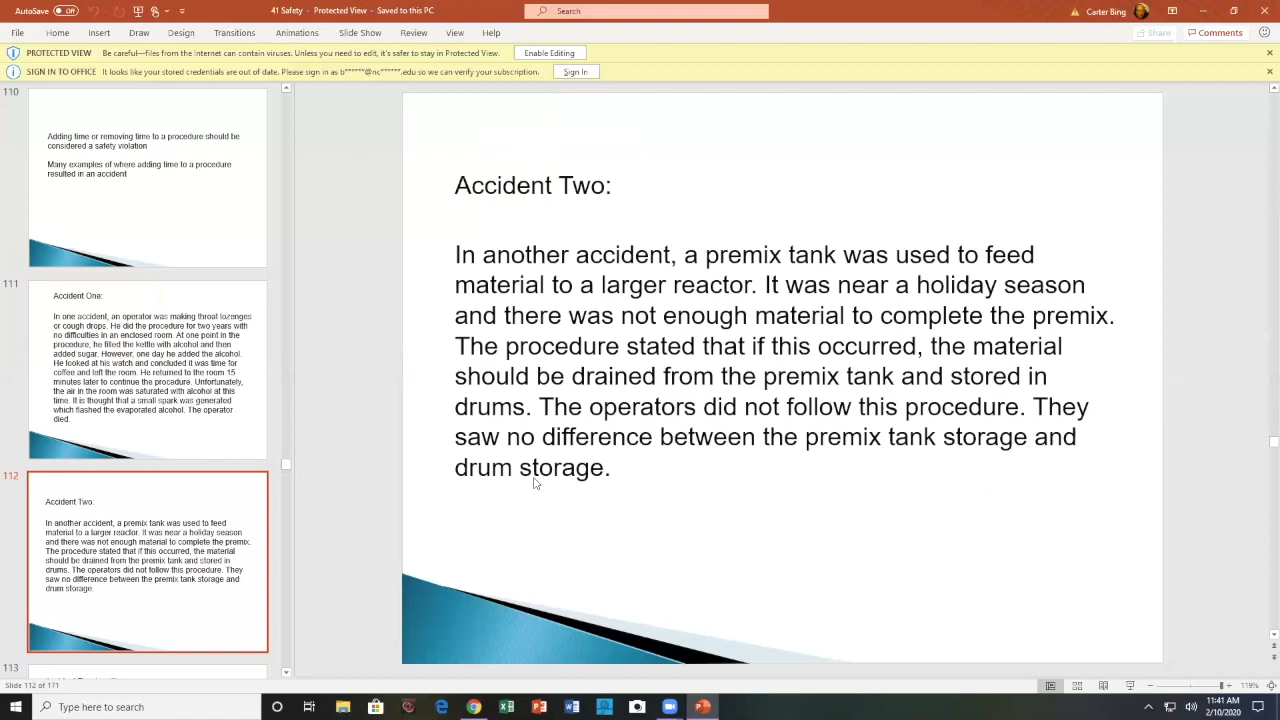 AutoSave Off
41 Safety - Protected View - Saved to this PC
Search
Carter Bing
File Home Insert Draw Design Transitions Animations Slide Show Review View Help
Share Comments
PROTECTED VIEW Be careful—files from the Internet can contain viruses. Unless you need to edit, it's safer to stay in Protected View. Enable Editing
SIGN IN TO OFFICE It looks like your stored credentials are out of date. Please sign in as b******@nc******.edu so we can verify your subscription. Sign In
110
Adding time or removing time to a procedure should be
considered a safety violation
Many examples of where adding time to a procedure
resulted in an accident
111
Accident One:
In one accident, an operator was making throat lozenges
or cough drops. He did the procedure for two years with
no difficulties in an enclosed room. At one point in the
procedure, he filled the kettle with alcohol and then
added sugar. However, one day he added the alcohol.
He looked at his watch and concluded it was time for
coffee and left the room. He returned to the room 15
minutes later to continue the procedure. Unfortunately,
the air in the room was saturated with alcohol at this
time. It is thought that a small spark was generated
which flashed the evaporated alcohol. The operator
died.
112
Accident Two:
In another accident, a premix tank was used to feed
material to a larger reactor. It was near a holiday season
and there was not enough material to complete the premix.
The procedure stated that if this occurred, the material
should be drained from the premix tank and stored in
drums. The operators did not follow this procedure. They
saw no difference between the premix tank storage and
drum storage.
113
Accident Two:
In another accident, a premix tank was used to feed
material to a larger reactor. It was near a holiday season
and there was not enough material to complete the premix.
The procedure stated that if this occurred, the material
should be drained from the premix tank and stored in
drums. The operators did not follow this procedure. They
saw no difference between the premix tank storage and
drum storage.
Slide 112 of 171
119%
Type here to search
11:41 AM
2/10/2020